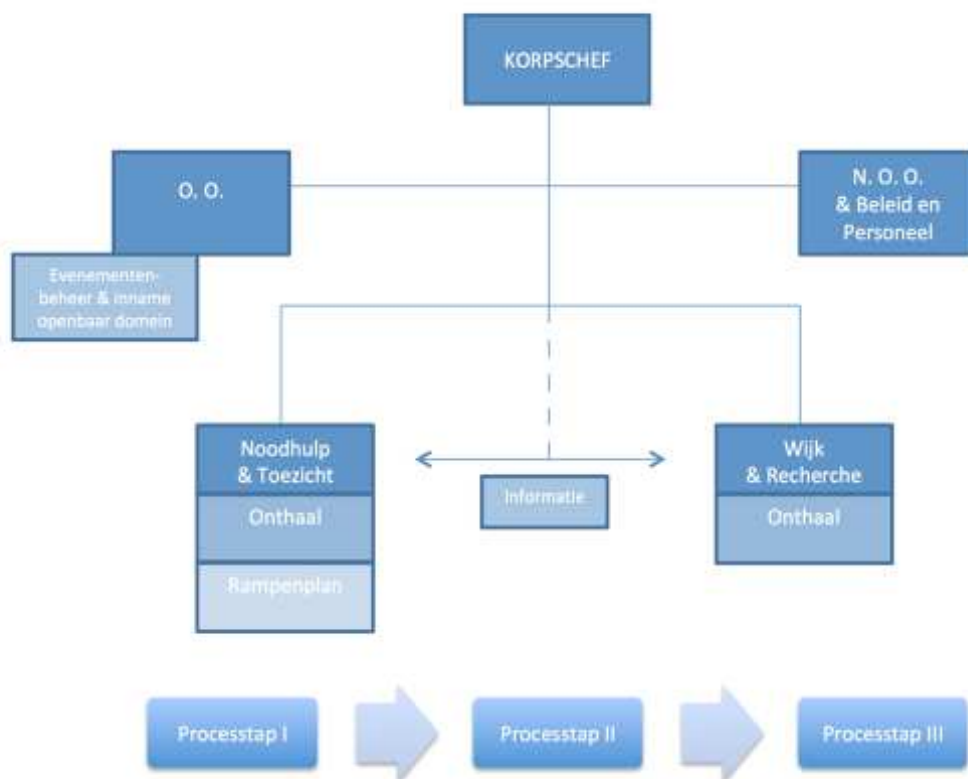 KORPSCHEF
O. O.
N. O. O.
& Beleid en
Personeel
Evenementen-
beheer & inname
openbaar domein
Noodhulp
& Toezicht
Onthaal
Rampenplan
Informatie
Wijk
& Recherche
Onthaal
Processtap I
Processtap II
Processtap III